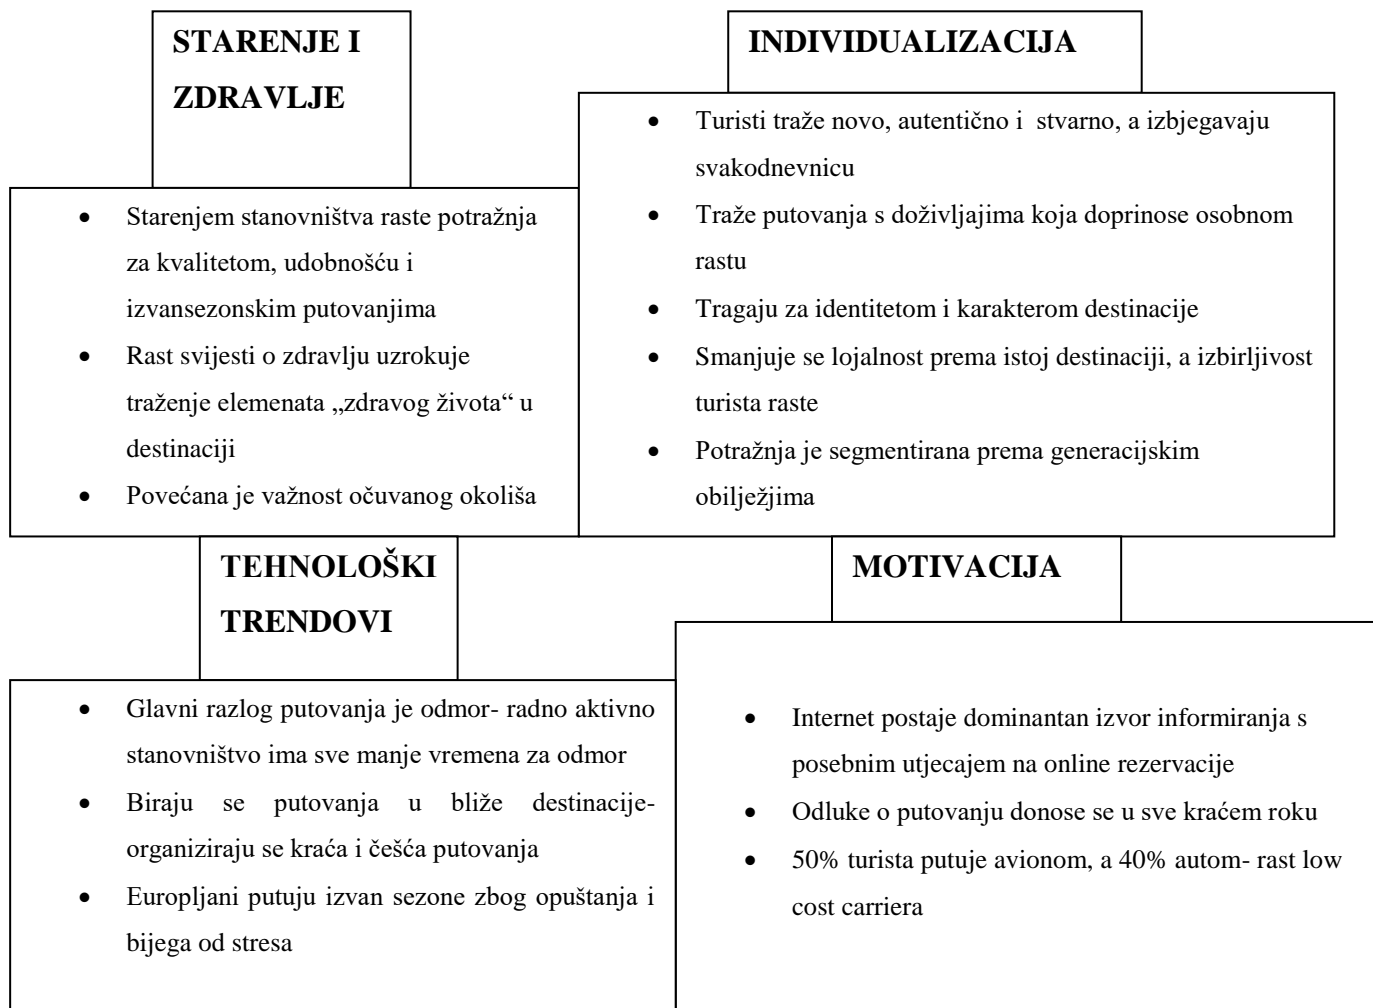 STARENJE I
ZDRAVLJE
• Starenjem stanovništva raste potražnja
za kvalitetom, udobnošću i
izvansezonskim putovanjima
• Rast svijesti o zdravlju uzrokuje
traženje elemenata „zdravog života“ u
destinaciji
• Povećana je važnost očuvanog okoliša
INDIVIDUALIZACIJA
• Turisti traže novo, autentično i stvarno, a izbjegavaju
svakodnevnicu
• Traže putovanja s doživljajima koja doprinose osobnom
rastu
• Tragaju za identitetom i karakterom destinacije
• Smanjuje se lojalnost prema istoj destinaciji, a izbirljivost
turista raste
• Potražnja je segmentirana prema generacijskim
obilježjima
TEHNOLOŠKI
TRENDOVI
• Glavni razlog putovanja je odmor- radno aktivno
stanovništvo ima sve manje vremena za odmor
• Biraju se putovanja u bliže destinacije-
organiziraju se kraća i češća putovanja
• Europljani putuju izvan sezone zbog opuštanja i
bijega od stresa
MOTIVACIJA
• Internet postaje dominantan izvor informiranja s
posebnim utjecajem na online rezervacije
• Odluke o putovanju donose se u sve kraćem roku
• 50% turista putuje avionom, a 40% autom- rast low
cost carriera